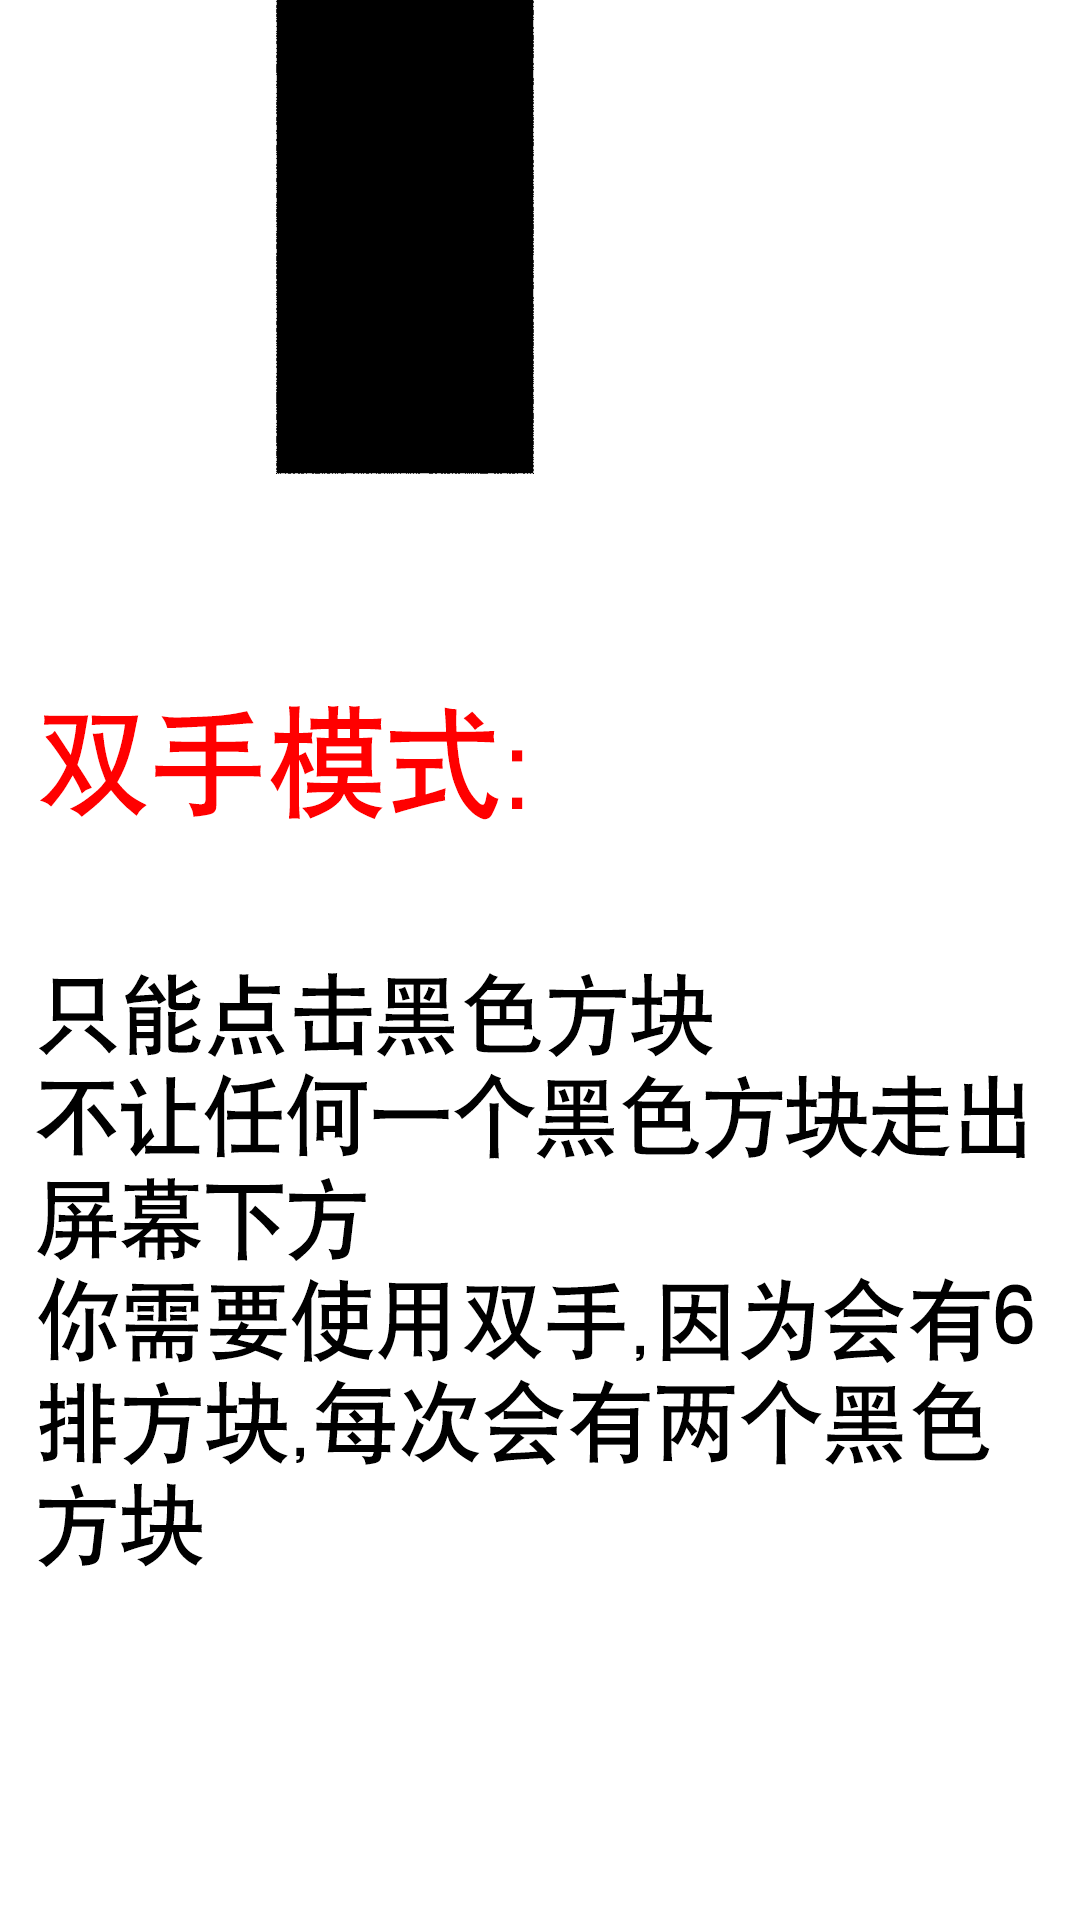 双手模式:
只能点击黑色方块
不让任何一个黑色方块走出
屏幕下方
你需要使用双手,因为会有6
排方块,每次会有两个黑色
方块